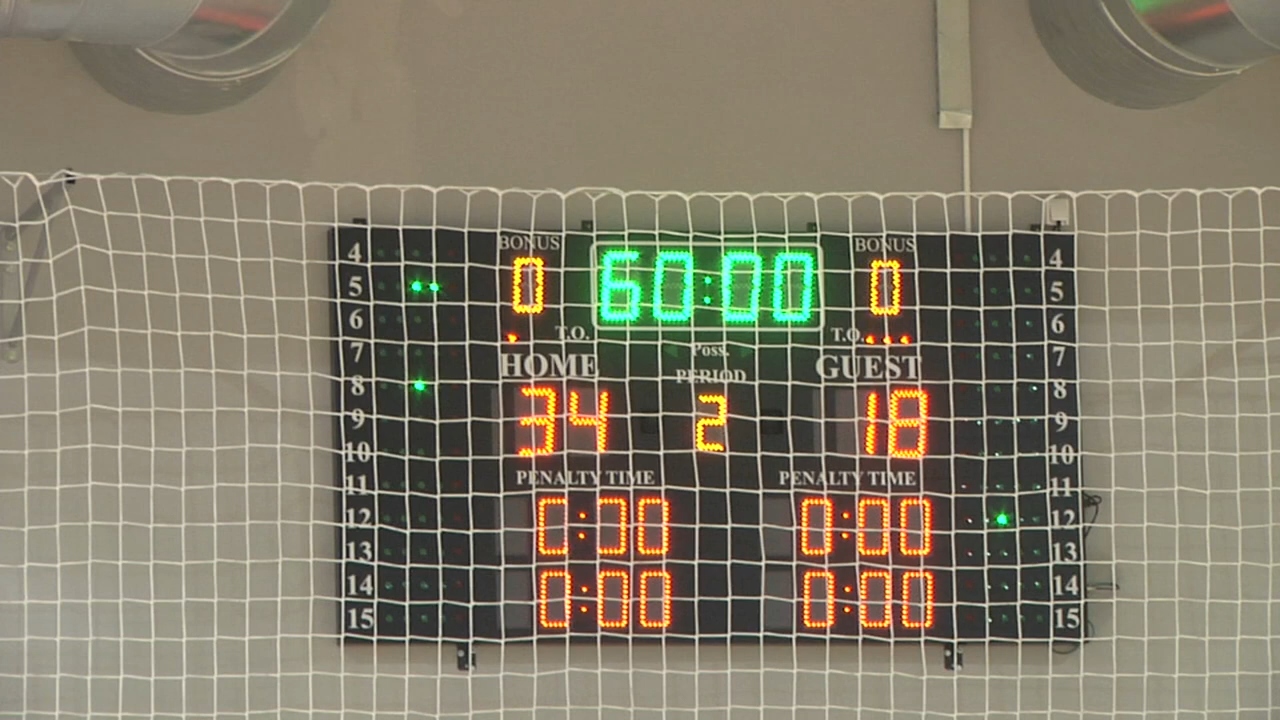 BONUS BONUS
0 60:00 0
T.O. T.O.
Poss.
HOME GUEST
PERIOD
34 2 18
PENALTY TIME PENALTY TIME
0:00 0:00
0:00 0:00
4 4
5 5
6 6
7 7
8 8
9 9
10 10
11 11
12 12
13 13
14 14
15 15